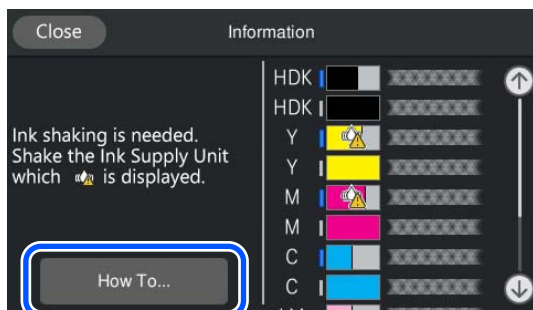 Close
Information
Ink shaking is needed.
Shake the Ink Supply Unit
which is displayed.
How To...
HDK
HDK
Y
Y
M
M
C
C